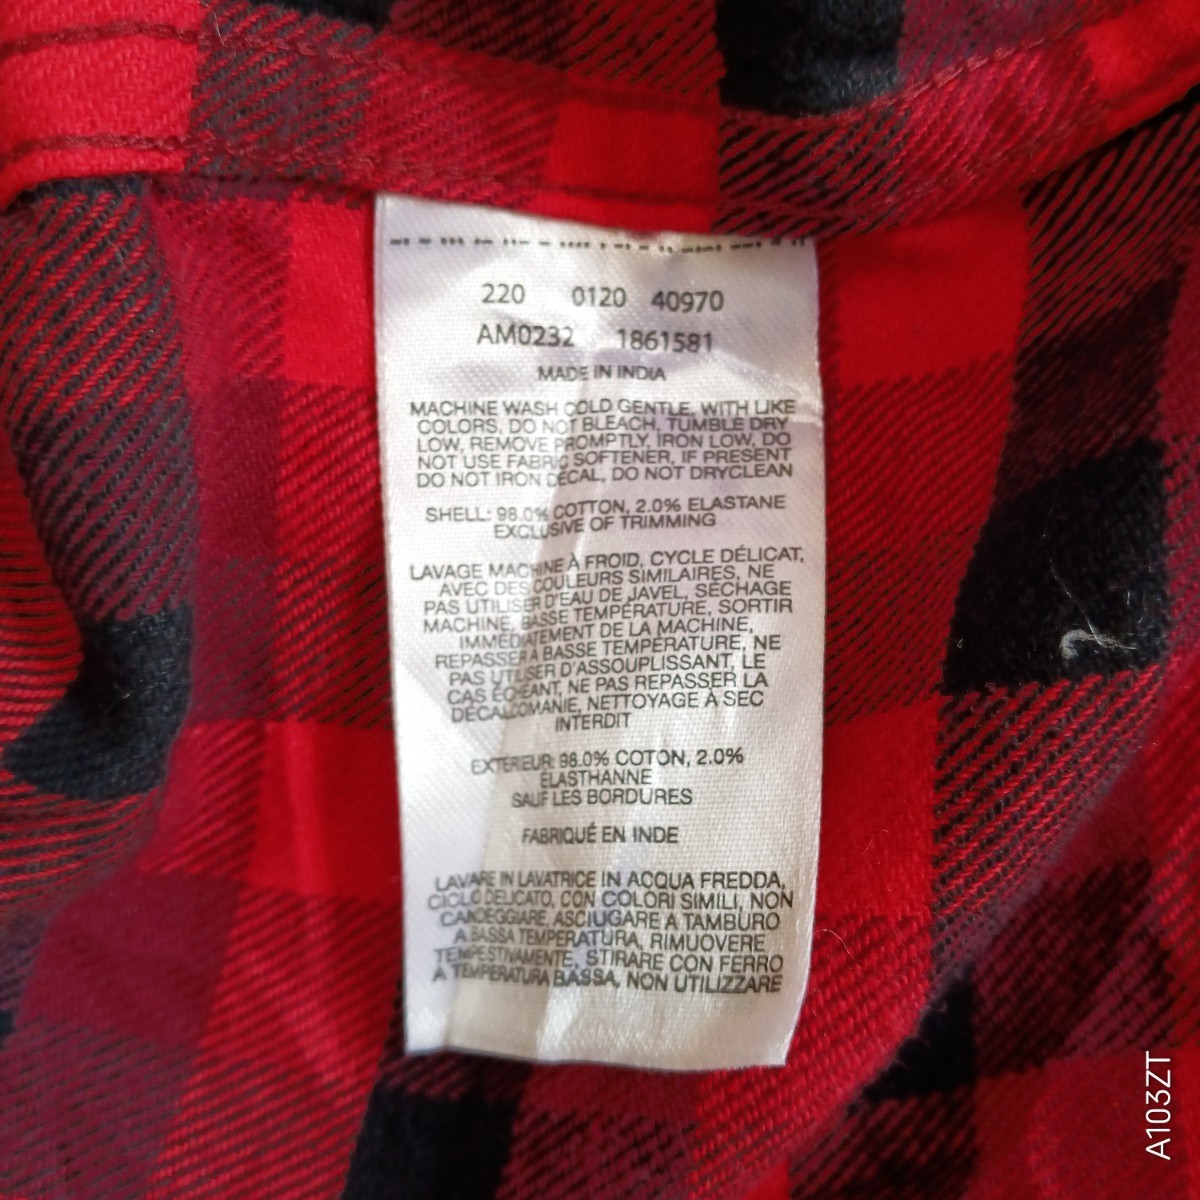 220 0120 40970
AM0232 1861581
MADE IN INDIA
MACHINE WASH COLD GENTLE, WITH LIKE
COLORS, DO NOT BLEACH, TUMBLE DRY
LOW, REMOVE PROMPTLY, IRON LOW, DO
NOT USE FABRIC SOFTENER, IF PRESENT
DO NOT IRON DECAL, DO NOT DRYCLEAN
SHELL: 98.0% COTTON, 2.0% ELASTANE
EXCLUSIVE OF TRIMMING
LAVAGE MACHINE À FROID, CYCLE DÉLICAT,
AVEC DES COULEURS SIMILAIRES, NE
PAS UTILISER D'EAU DE JAVEL, SÉCHAGE
MACHINE, BASSE TEMPÉRATURE, SORTIR
IMMÉDIATEMENT DE LA MACHINE,
REPASSER À BASSE TEMPÉRATURE, NE
PAS UTILISER D'ASSOUPLISSANT, LE
CAS ÉCHÉANT, NE PAS REPASSER LA
DÉCALCOMANIE, NETTOYAGE À SEC
INTERDIT
EXTÉRIEUR: 98.0% COTON, 2.0%
ÉLASTHANNE
SAUF LES BORDURES
FABRIQUÉ EN INDE
LAVARE IN LAVATRICE IN ACQUA FREDDA,
CICLO DELICATO, CON COLORI SIMILI, NON
CANDEGGIARE, ASCIUGARE A TAMBURO
A BASSA TEMPERATURA, RIMUOVERE
TEMPESTIVAMENTE, STIRARE CON FERRO
A TEMPERATURA BASSA, NON UTILIZZARE
A103ZT